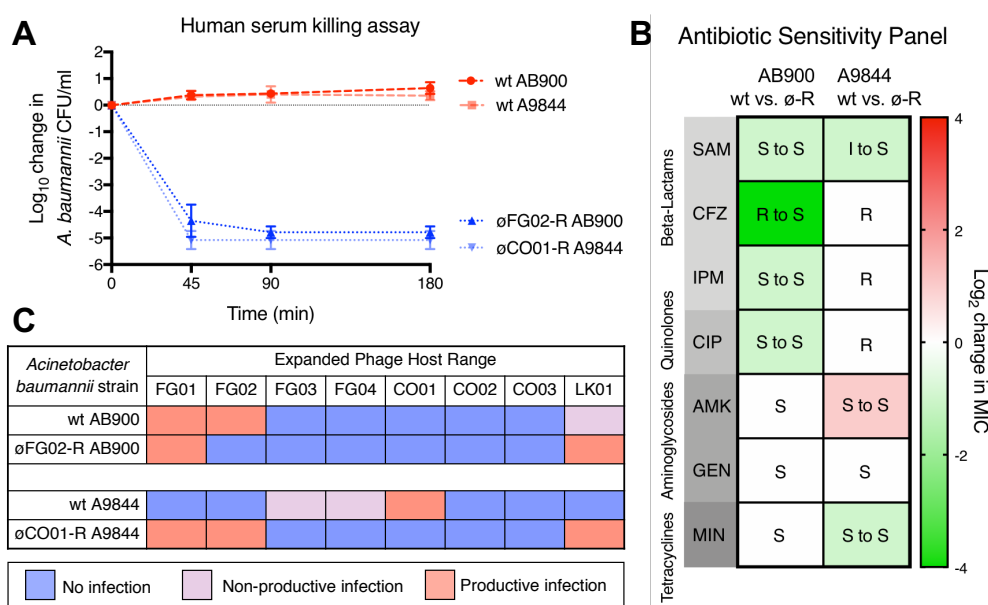 A
Human serum killing assay
Log10 change in
A. baumannii CFU/ml
2
1
0
-1
-2
-3
-4
-5
-6
0
45
90
180
Time (min)
wt AB900
wt A9844
øFG02-R AB900
øCO01-R A9844
B
Antibiotic Sensitivity Panel
AB900
wt vs. ø-R
A9844
wt vs. ø-R
Beta-Lactams
Quinolones
Aminoglycosides
Tetracyclines
SAM S to S I to S
CFZ R to S R
IPM S to S R
CIP S to S R
AMK S S to S
GEN S S
MIN S S to S
4
2
0
-2
-4
Log2 change in MIC
C
Acinetobacter
baumannii strain
Expanded Phage Host Range
FG01 FG02 FG03 FG04 CO01 CO02 CO03 LK01
wt AB900
øFG02-R AB900
wt A9844
øCO01-R A9844
No infection Non-productive infection Productive infection